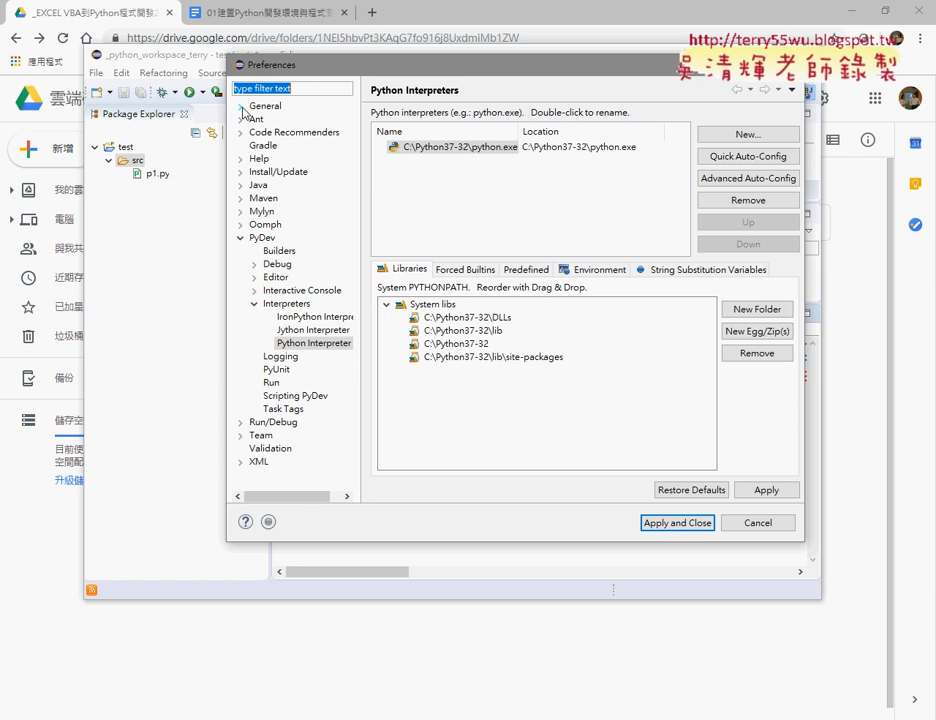 _EXCEL VBA到Python程式開發
01建置Python開發環境與程式
https://drive.google.com/drive/folders/1NEI5hbvPt3KAqG7fo916j8UxdmiMb1ZW
http://terry55wu.blogspot.tw
吳清輝老師錄製
應用程式
_python_workspace_terry - te
File
Edit
Refactoring
Source
Package Explorer
test
src
p1.py
雲端
新增
我的雲
電腦
與我共
近期存
已加星
垃圾桶
備份
儲存空
目前使
空間配
升級儲
Preferences
type filter text
General
Ant
Code Recommenders
Gradle
Help
Install/Update
Java
Maven
Mylyn
Oomph
PyDev
Builders
Debug
Editor
Interactive Console
Interpreters
IronPython Interpre
Jython Interpreter
Python Interpreter
Logging
PyUnit
Run
Scripting PyDev
Task Tags
Run/Debug
Team
Validation
XML
Python Interpreters
Python interpreters (e.g.: python.exe).   Double-click to rename.
Name
Location
C:\Python37-32\python.exe
C:\Python37-32\python.exe
New...
Quick Auto-Config
Advanced Auto-Config
Remove
Up
Down
Libraries
Forced Builtins
Predefined
Environment
String Substitution Variables
System PYTHONPATH.   Reorder with Drag & Drop.
System libs
C:\Python37-32\DLLs
C:\Python37-32\lib
C:\Python37-32
C:\Python37-32\lib\site-packages
New Folder
New Egg/Zip(s)
Remove
Restore Defaults
Apply
Apply and Close
Cancel